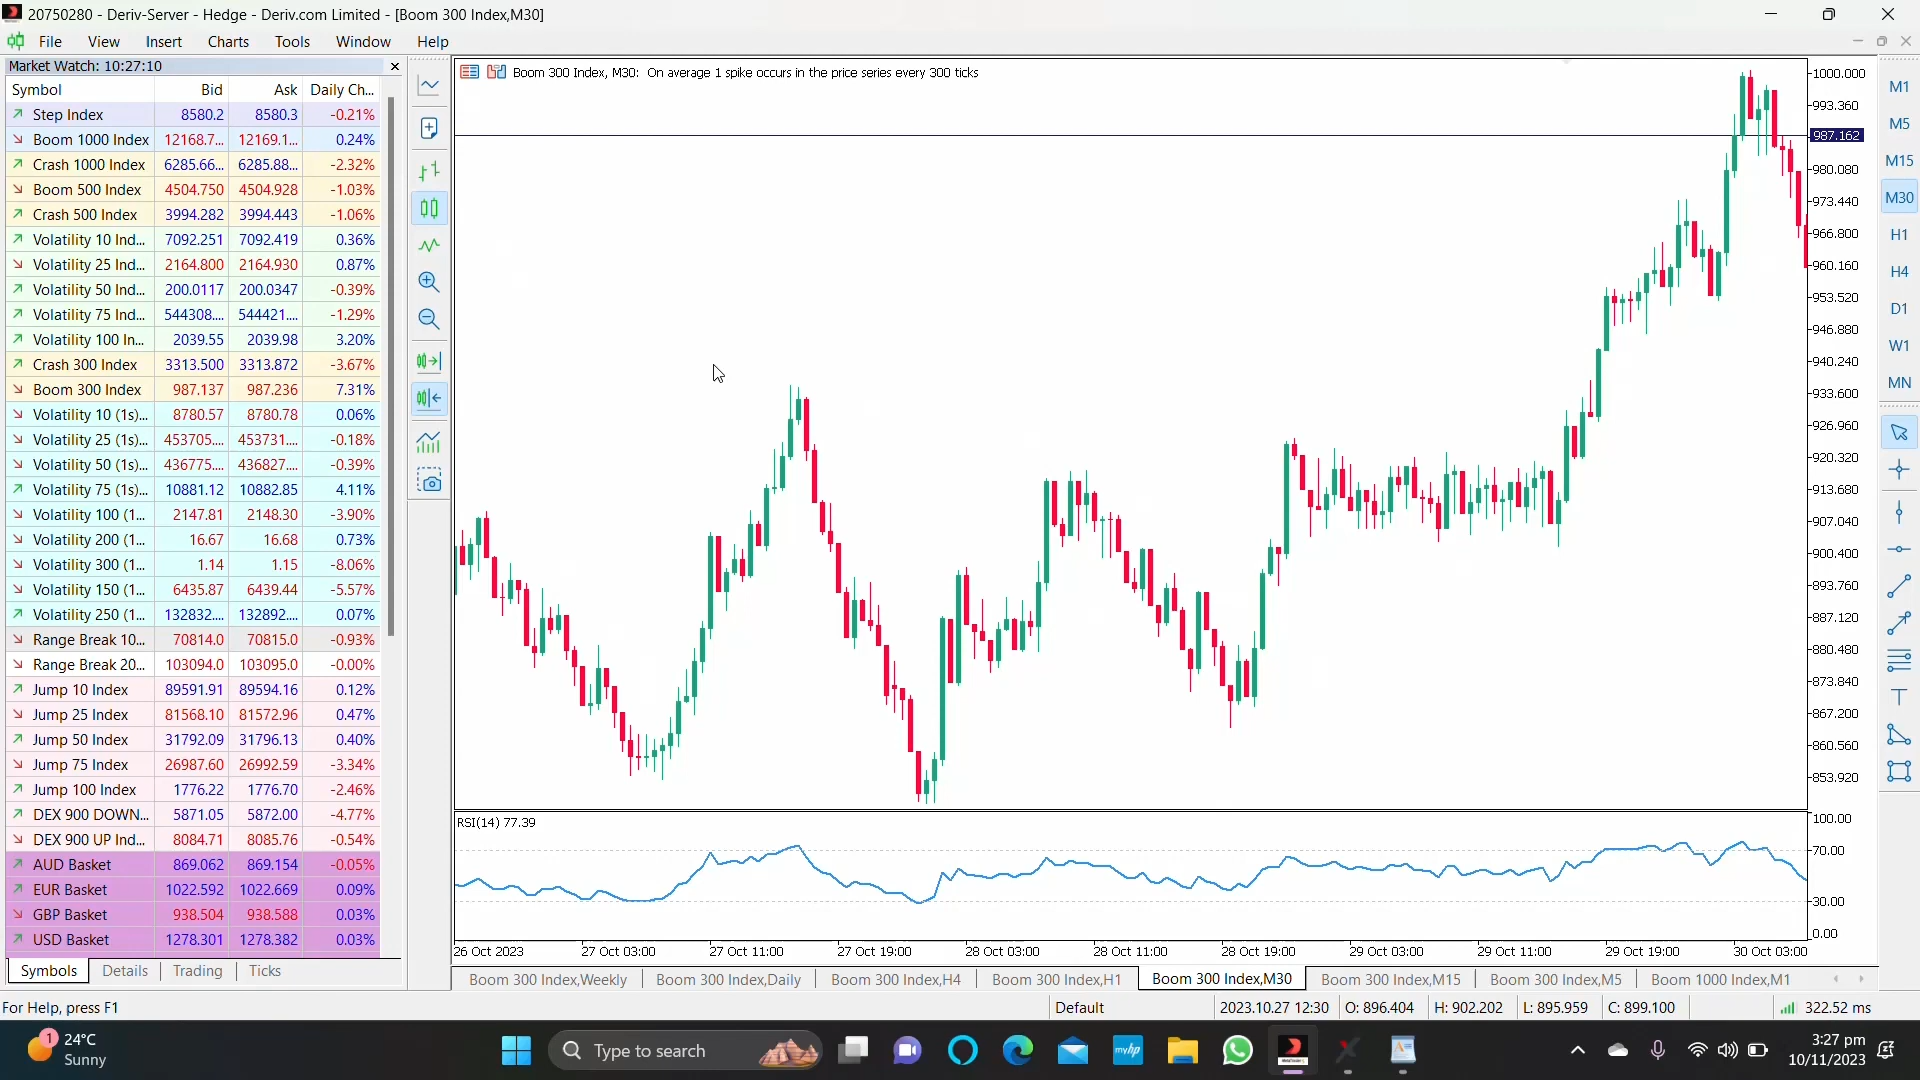 20750280 - Deriv-Server - Hedge - Deriv.com Limited - [Boom 300 Index,M30]
File View Insert Charts Tools Window Help
Market Watch: 10:27:10
Symbol Bid Ask Daily Ch...
Step Index 8580.2 8580.3 -0.21%
Boom 1000 Index 12168.7... 12169.1... 0.24%
Crash 1000 Index 6285.66... 6285.88... -2.32%
Boom 500 Index 4504.750 4504.928 -1.03%
Crash 500 Index 3994.282 3994.443 -1.06%
Volatility 10 Ind... 7092.251 7092.419 0.36%
Volatility 25 Ind... 2164.800 2164.930 0.87%
Volatility 50 Ind... 200.0117 200.0347 -0.39%
Volatility 75 Ind... 544308.... 544421.... -1.29%
Volatility 100 In... 2039.55 2039.98 3.20%
Crash 300 Index 3313.500 3313.872 -3.67%
Boom 300 Index 987.137 987.236 7.31%
Volatility 10 (1s)... 8780.57 8780.78 0.06%
Volatility 25 (1s)... 453705.... 453731.... -0.18%
Volatility 50 (1s)... 436775.... 436827.... -0.39%
Volatility 75 (1s)... 10881.12 10882.85 4.11%
Volatility 100 (1... 2147.81 2148.30 -3.90%
Volatility 200 (1... 16.67 16.68 0.73%
Volatility 300 (1... 1.14 1.15 -8.06%
Volatility 150 (1... 6435.87 6439.44 -5.57%
Volatility 250 (1... 132832.... 132892.... 0.07%
Range Break 10... 70814.0 70815.0 -0.93%
Range Break 20... 103094.0 103095.0 -0.00%
Jump 10 Index 89591.91 89594.16 0.12%
Jump 25 Index 81568.10 81572.96 0.47%
Jump 50 Index 31792.09 31796.13 0.40%
Jump 75 Index 26987.60 26992.59 -3.34%
Jump 100 Index 1776.22 1776.70 -2.46%
DEX 900 DOWN... 5871.05 5872.00 -4.77%
DEX 900 UP Ind... 8084.71 8085.76 -0.54%
AUD Basket 869.062 869.154 -0.05%
EUR Basket 1022.592 1022.669 0.09%
GBP Basket 938.504 938.588 0.03%
USD Basket 1278.301 1278.382 0.03%
Symbols Details Trading Ticks
Boom 300 Index, M30: On average 1 spike occurs in the price series every 300 ticks
1000.000
993.360
987.162
980.080
973.440
966.800
960.160
953.520
946.880
940.240
933.600
926.960
920.320
913.680
907.040
900.400
893.760
887.120
880.480
873.840
867.200
860.560
853.920
RSI(14) 77.39
100.00
70.00
30.00
0.00
26 Oct 2023 27 Oct 03:00 27 Oct 11:00 27 Oct 19:00 28 Oct 03:00 28 Oct 11:00 28 Oct 19:00 29 Oct 03:00 29 Oct 11:00 29 Oct 19:00 30 Oct 03:00
Boom 300 Index,Weekly Boom 300 Index,Daily Boom 300 Index,H4 Boom 300 Index,H1 Boom 300 Index,M30 Boom 300 Index,M15 Boom 300 Index,M5 Boom 1000 Index,M1
M1
M5
M15
M30
H1
H4
D1
W1
MN
T
For Help, press F1 Default 2023.10.27 12:30 O: 896.404 H: 902.202 L: 895.959 C: 899.100 322.52 ms
1
24°C
Sunny
Type to search
myhp
3:27 pm
10/11/2023